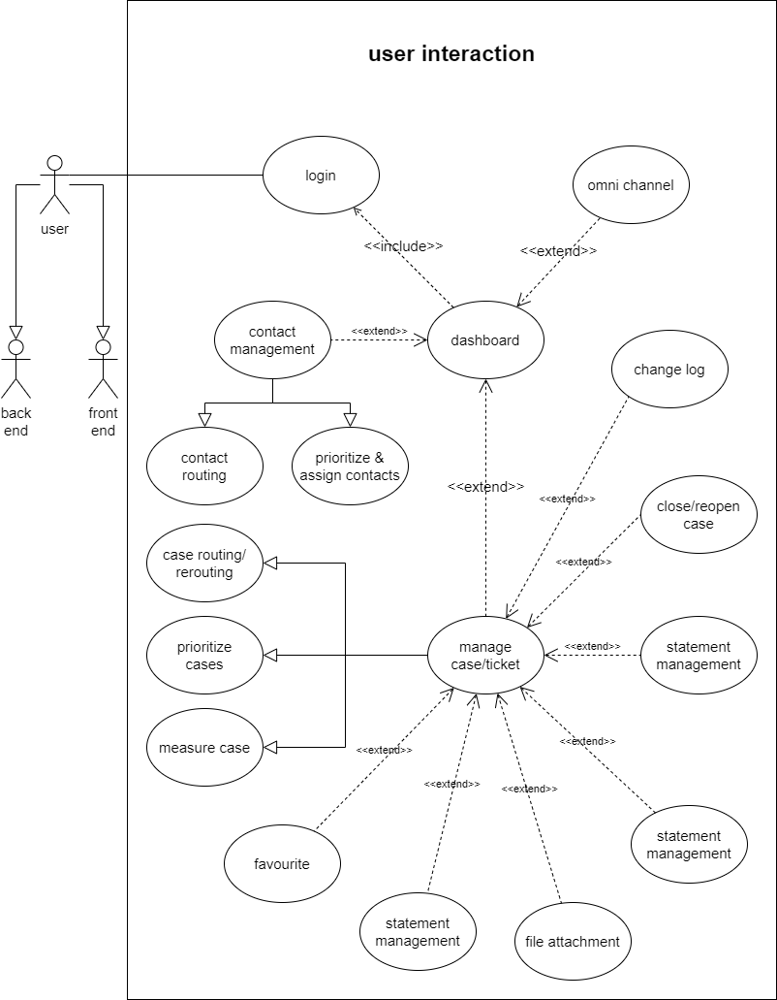 user interaction
login
omni channel
user
<<include>>
<<extend>>
contact
management
<<extend>>
dashboard
change log
back
end
front
end
contact
routing
prioritize &
assign contacts
<<extend>>
<<extend>>
close/reopen
case
case routing/
rerouting
<<extend>>
prioritize
cases
manage
case/ticket
<<extend>>
statement
management
measure case
<<extend>>
<<extend>>
<<extend>>
<<extend>>
favourite
statement
management
statement
management
file attachment